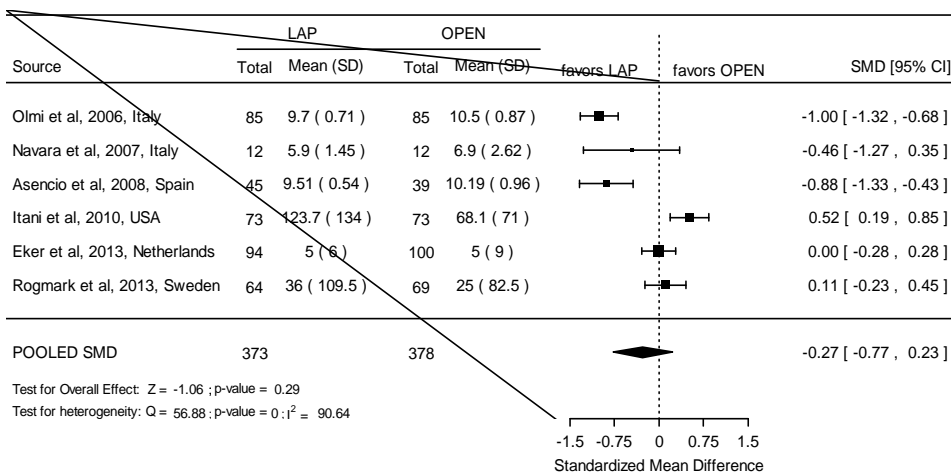 LAP OPEN
Source Total Mean (SD) Total Mean (SD) favors LAP favors OPEN SMD [95% CI]
Olmi et al, 2006, Italy 85 9.7 ( 0.71 ) 85 10.5 ( 0.87 ) -1.00 [ -1.32 , -0.68 ]
Navara et al, 2007, Italy 12 5.9 ( 1.45 ) 12 6.9 ( 2.62 ) -0.46 [ -1.27 , 0.35 ]
Asencio et al, 2008, Spain 45 9.51 ( 0.54 ) 39 10.19 ( 0.96 ) -0.88 [ -1.33 , -0.43 ]
Itani et al, 2010, USA 73 123.7 ( 134 ) 73 68.1 ( 71 ) 0.52 [ 0.19 , 0.85 ]
Eker et al, 2013, Netherlands 94 5 ( 6 ) 100 5 ( 9 ) 0.00 [ -0.28 , 0.28 ]
Rogmark et al, 2013, Sweden 64 36 ( 109.5 ) 69 25 ( 82.5 ) 0.11 [ -0.23 , 0.45 ]
POOLED SMD 373 378 -0.27 [ -0.77 , 0.23 ]
Test for Overall Effect: Z = -1.06 ; p-value = 0.29
Test for heterogeneity: Q = 56.88 ; p-value = 0 ; I² = 90.64
-1.5 -0.75 0 0.75 1.5
Standardized Mean Difference